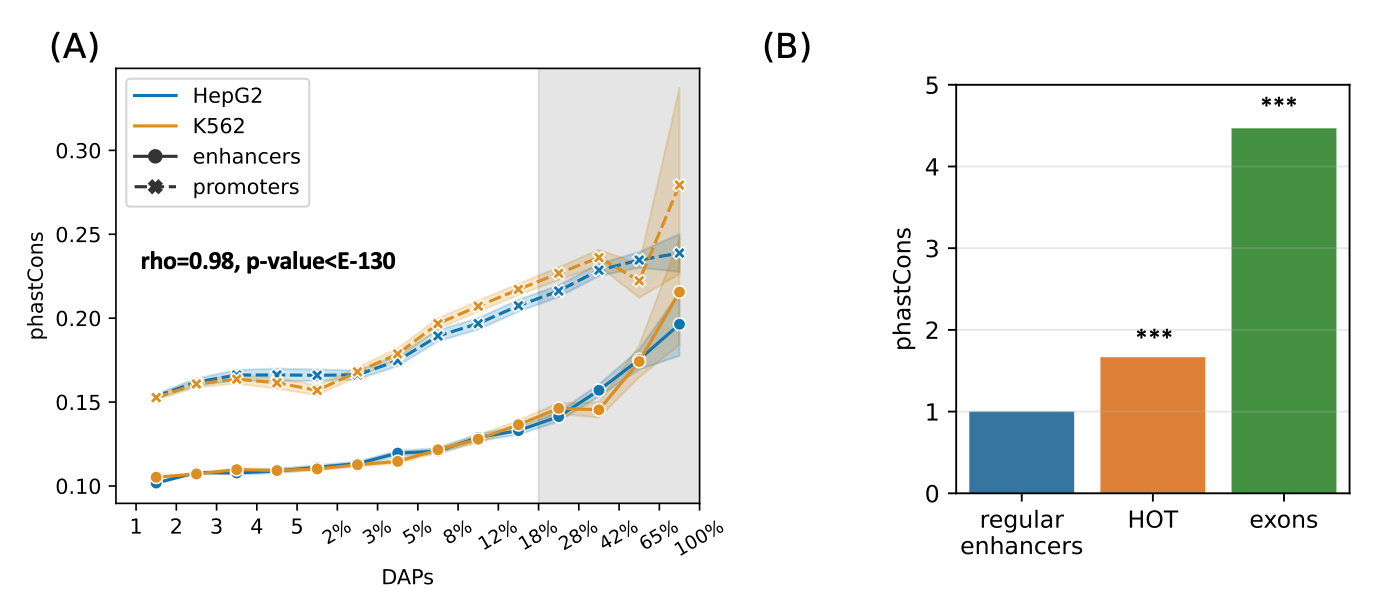 (A)
HepG2
K562
enhancers
promoters
rho=0.98, p-value<E-130
phastCons
0.30
0.25
0.20
0.15
0.10
1 2 3 4 5 2% 3% 5% 8% 12% 18% 28% 42% 65% 100%
DAPs
(B)
phastCons
5
4
3
2
1
0
***
***
regular
enhancers
HOT
exons